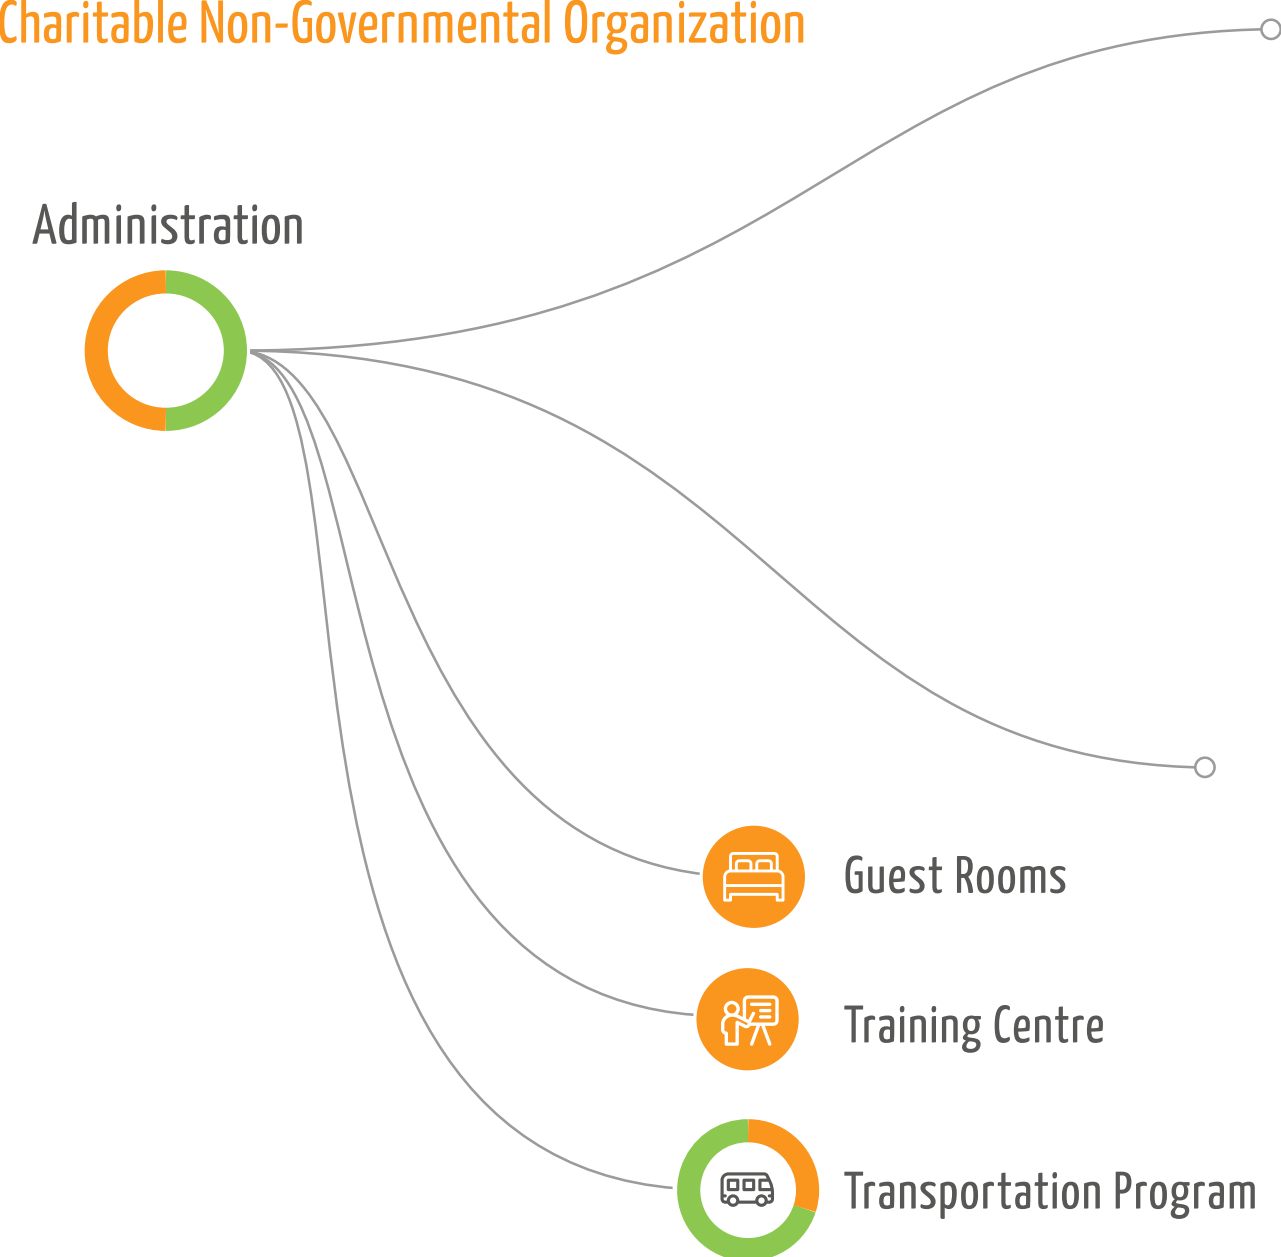 Charitable Non-Governmental Organization
Administration
Guest Rooms
Training Centre
Transportation Program